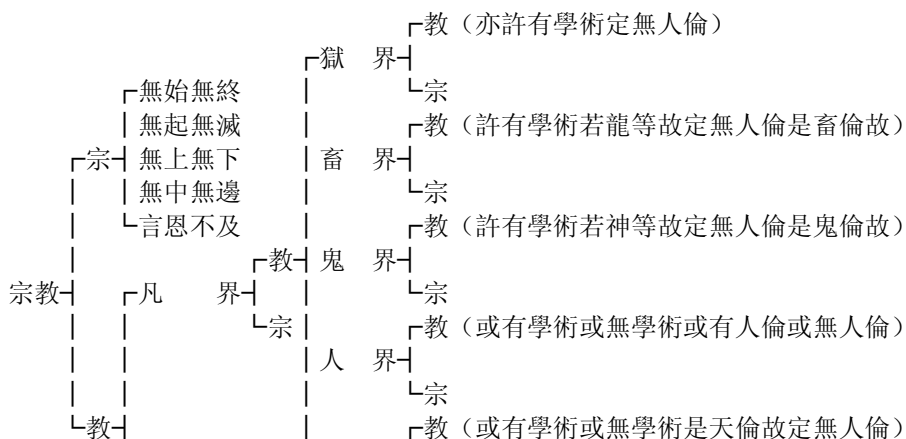 ┌教（亦許有學術定無人倫）
┌獄　界┤
┌無始無終　│　└宗
│無起無滅　│　┌教（許有學術若龍等故定無人倫是畜倫故）
┌宗┤無上無下　│畜　界┤
│　│無中無邊　│　└宗
│　└言恩不及　│　┌教（許有學術若神等故定無人倫是鬼倫故）
│　┌教┤鬼　界┤
宗教┤　┌凡　界┤　│　└宗
│　│　└宗│　┌教（或有學術或無學術或有人倫或無人倫）
│　│　│人　界┤
│　│　│　└宗
└教┤　│　┌教（或有學術或無學術是天倫故定無人倫）